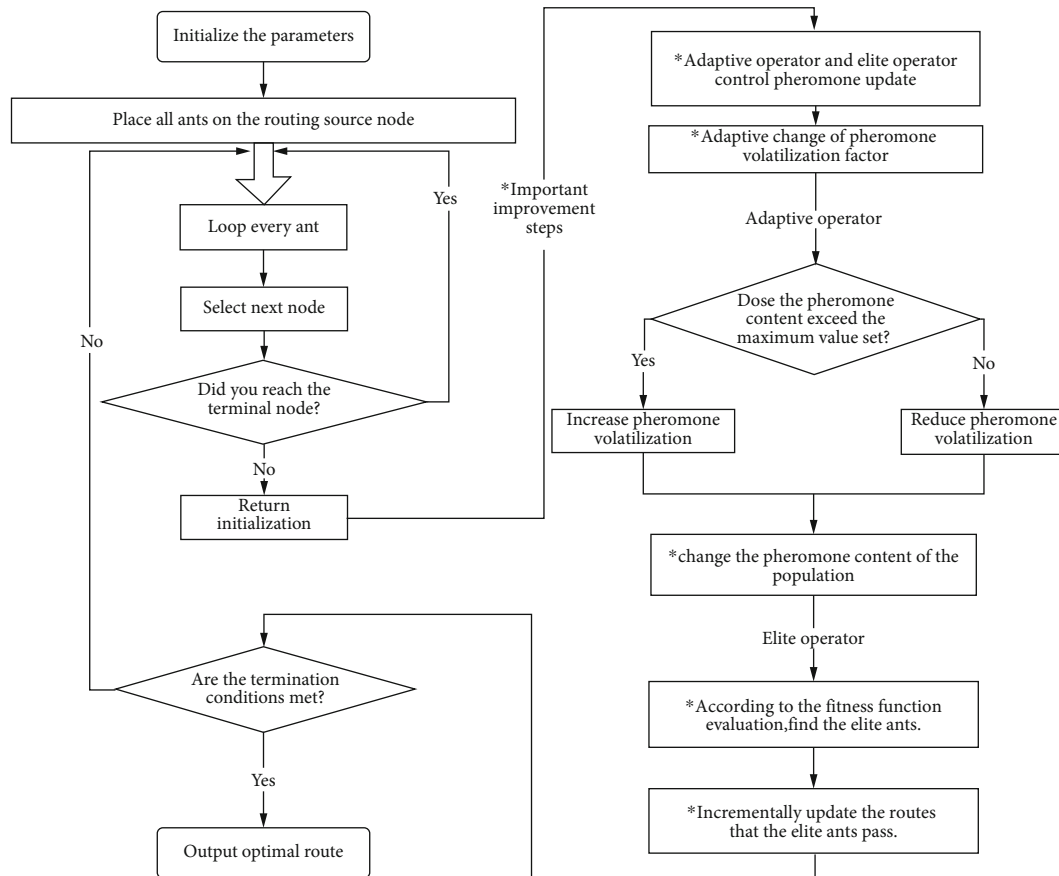 Initialize the parameters
Place all ants on the routing source node
Loop every ant
Select next node
Did you reach the
terminal node?
Yes
No
Return
initialization
No
Are the termination
conditions met?
Yes
Output optimal route
*Important
improvement
steps
*Adaptive operator and elite operator
control pheromone update
*Adaptive change of pheromone
volatilization factor
Adaptive operator
Dose the pheromone
content exceed the
maximum value set?
Yes
No
Increase pheromone
volatilization
Reduce pheromone
volatilization
*change the pheromone content of the
population
Elite operator
*According to the fitness function
evaluation,find the elite ants.
*Incrementally update the routes
that the elite ants pass.